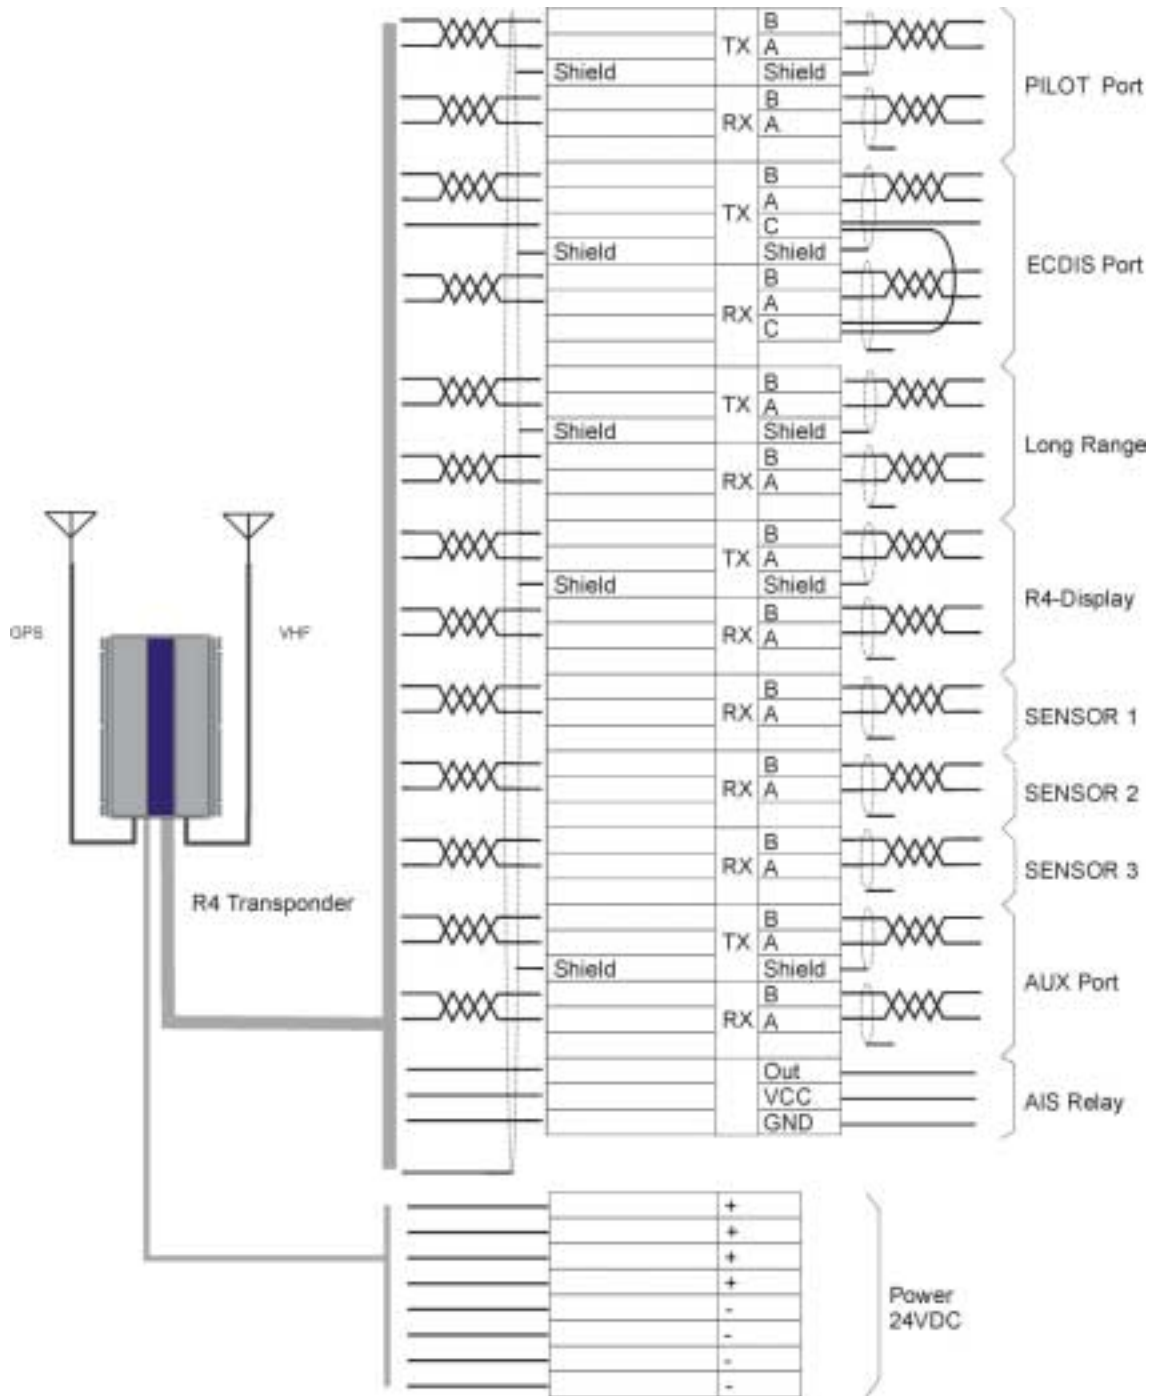 B
TX A
Shield Shield
B
RX A
PILOT Port
B
A
TX
C
Shield Shield
B
A
RX
C
ECDIS Port
B
TX A
Shield Shield
B
RX A
Long Range
B
TX A
Shield Shield
B
RX A
R4-Display
B
RX A
SENSOR 1
B
RX A
SENSOR 2
B
RX A
SENSOR 3
B
TX A
Shield Shield
B
RX A
AUX Port
Out
VCC
GND
AIS Relay
GPS
VHF
R4 Transponder
+
+
+
+
-
-
-
-
Power
24VDC